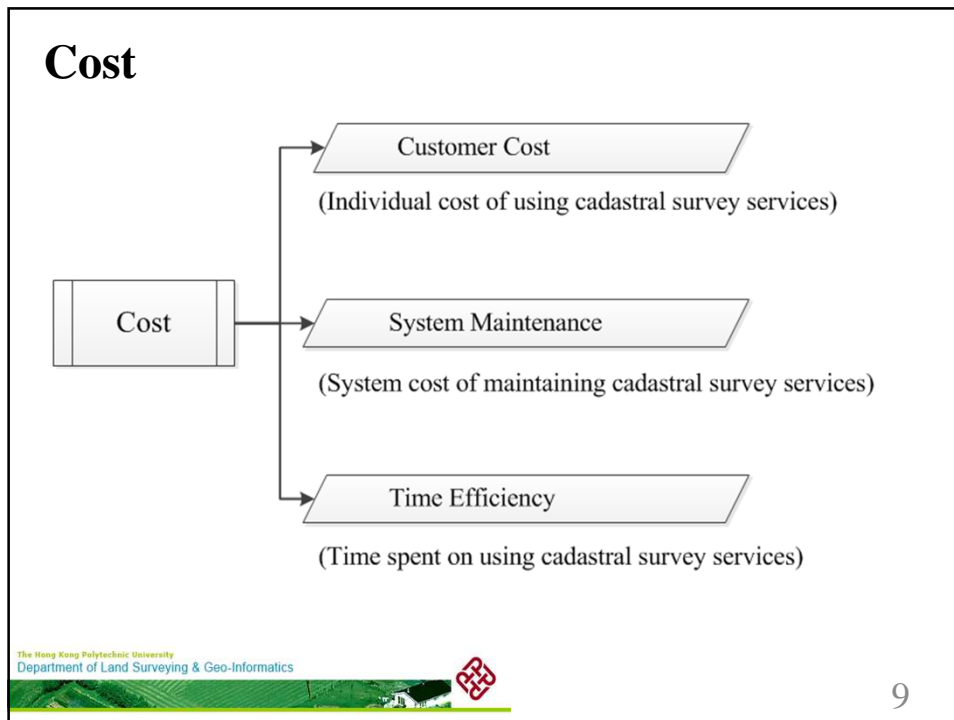 Cost
Customer Cost
(Individual cost of using cadastral survey services)
Cost
System Maintenance
(System cost of maintaining cadastral survey services)
Time Efficiency
(Time spent on using cadastral survey services)
The Hong Kong Polytechnic University
Department of Land Surveying & Geo-Informatics
9